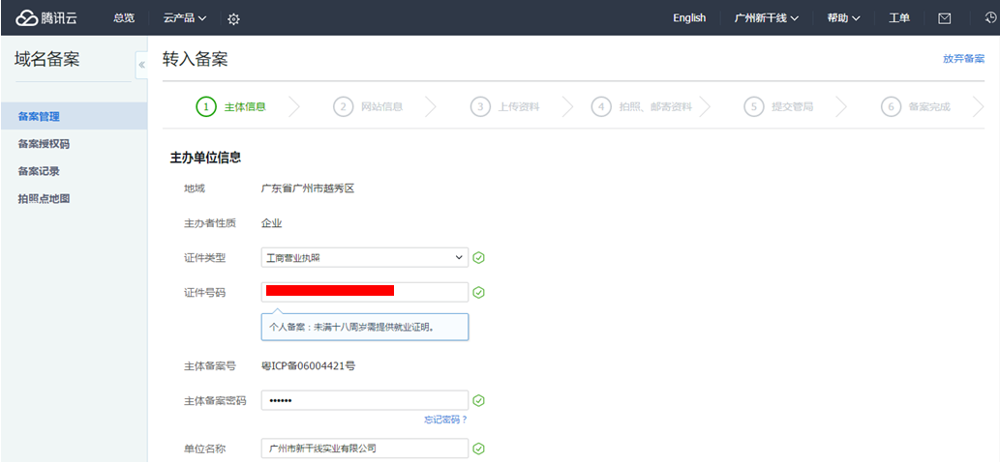 腾讯云 总览 云产品 English 广州新干线 帮助 工单
域名备案
«
转入备案
放弃备案
1 主体信息 2 网站信息 3 上传资料 4 拍照、邮寄资料 5 提交管局 6 备案完成
备案管理
备案授权码
备案记录
拍照点地图
主办单位信息
地域 广东省广州市越秀区
主办者性质 企业
证件类型 工商营业执照
证件号码
个人备案：未满十八周岁需提供就业证明。
主体备案号 粤ICP备06004421号
主体备案密码 ••••••
忘记密码？
单位名称 广州市新干线实业有限公司